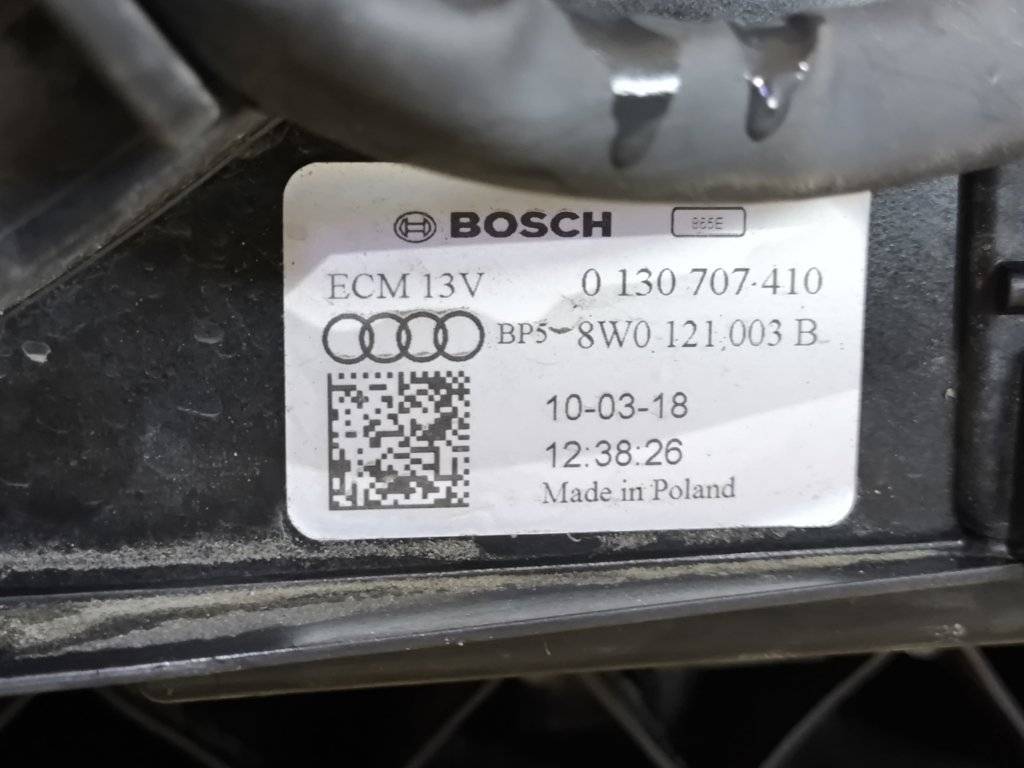 BOSCH 865E
ECM 13V 0 130 707 410
BP5 8W0 121 003 B
10-03-18
12:38:26
Made in Poland